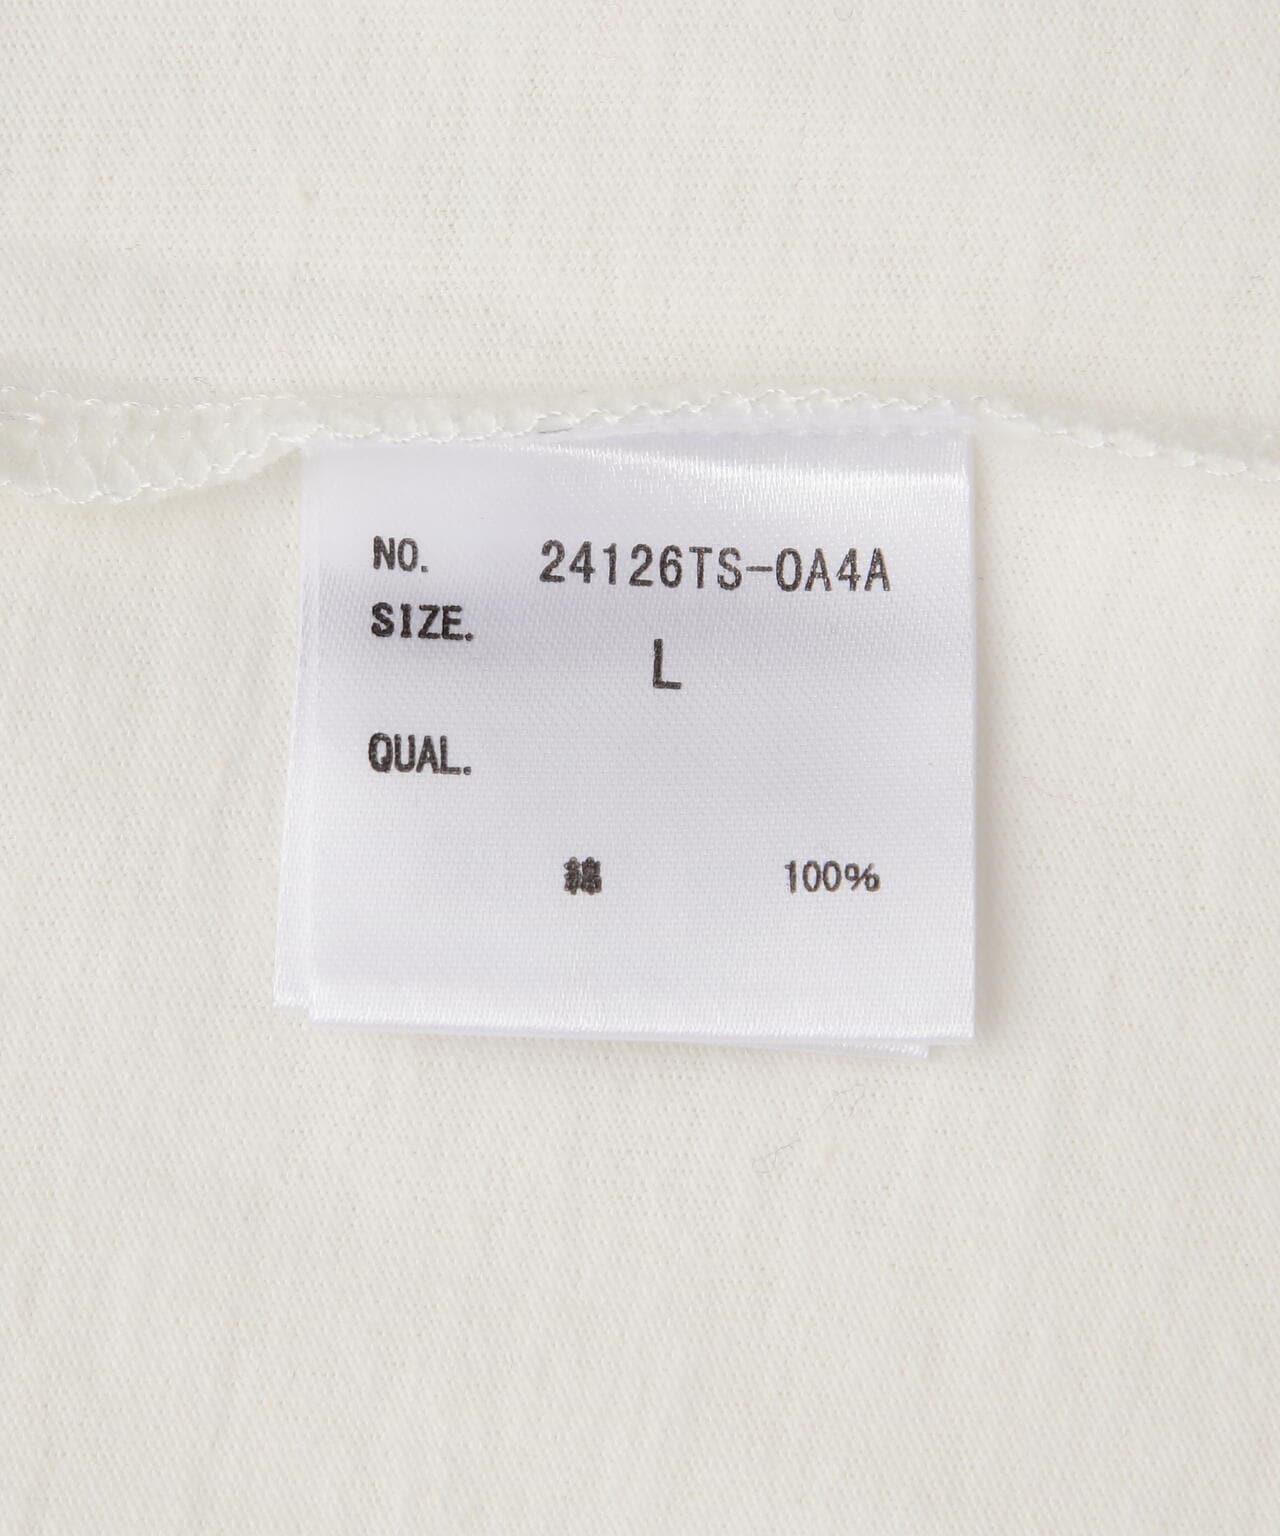 NO. 24126TS-0A4A
SIZE.
L
QUAL.
綿 100%